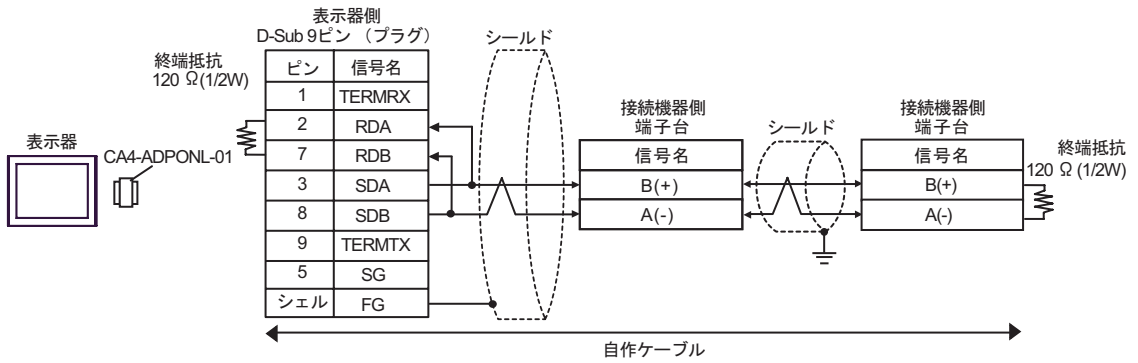 表示器側
D-Sub 9ピン （プラグ）
シールド
終端抵抗
120 Ω(1/2W)
ピン 信号名
1 TERMRX
2 RDA
7 RDB
3 SDA
8 SDB
9 TERMTX
5 SG
シェル FG
表示器
CA4-ADPONL-01
接続機器側
端子台
信号名
B(+)
A(-)
シールド
接続機器側
端子台
信号名
B(+)
A(-)
終端抵抗
120 Ω (1/2W)
自作ケーブル